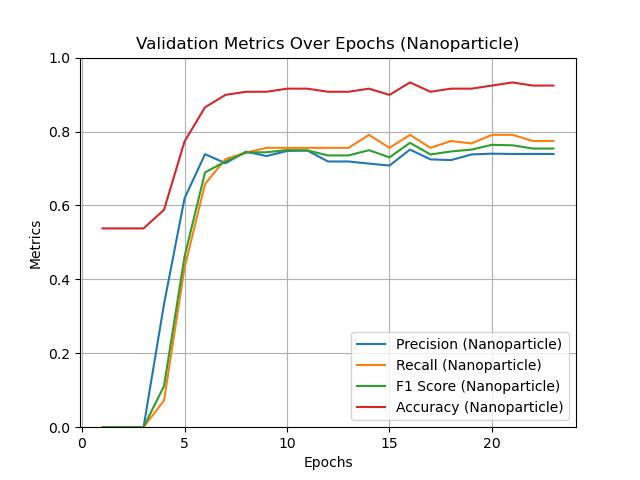 Validation Metrics Over Epochs (Nanoparticle)
1.0
0.8
0.6
0.4
0.2
0.0
Metrics
0 5 10 15 20
Epochs
Precision (Nanoparticle)
Recall (Nanoparticle)
F1 Score (Nanoparticle)
Accuracy (Nanoparticle)